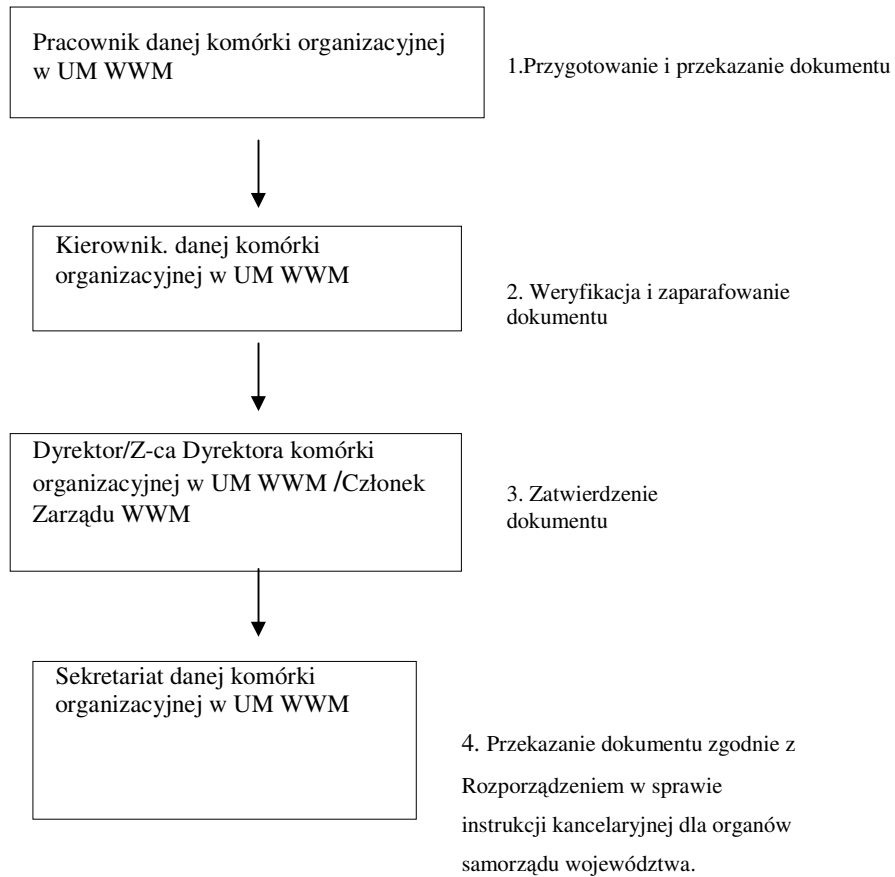 Pracownik danej komórki organizacyjnej
w UM WWM
1.Przygotowanie i przekazanie dokumentu
Kierownik. danej komórki
organizacyjnej w UM WWM
2. Weryfikacja i zaparafowanie
dokumentu
Dyrektor/Z-ca Dyrektora komórki
organizacyjnej w UM WWM /Członek
Zarządu WWM
3. Zatwierdzenie
dokumentu
Sekretariat danej komórki
organizacyjnej w UM WWM
4. Przekazanie dokumentu zgodnie z
Rozporządzeniem w sprawie
instrukcji kancelaryjnej dla organów
samorządu województwa.